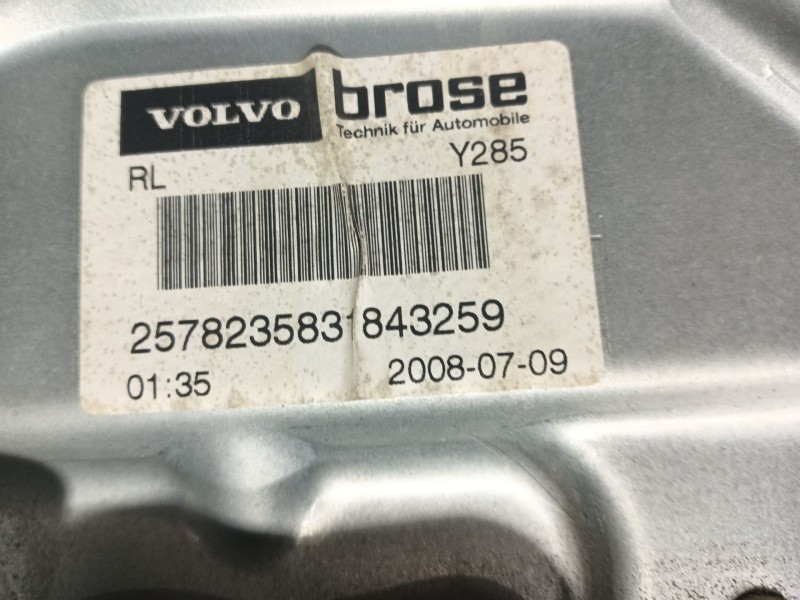 VOLVO brose
Technik für Automobile
RL Y285
2578235831843259
01:35 2008-07-09